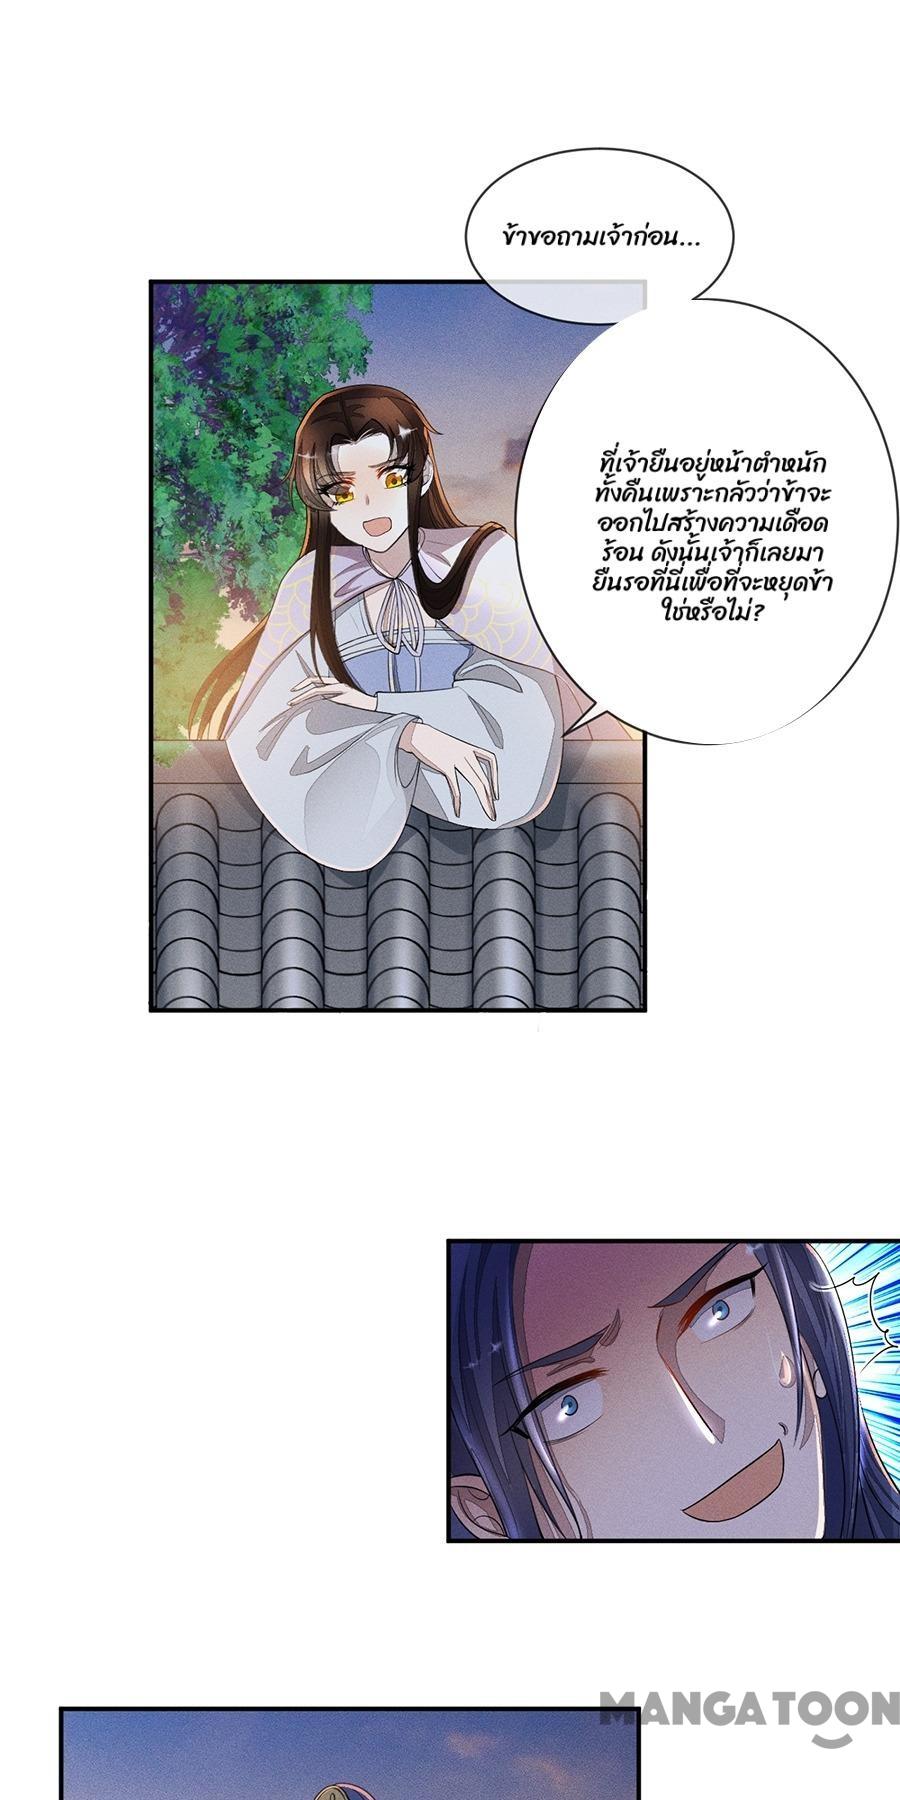 ข้าขอถามเจ้าก่อน...
ที่เจ้ายืนอยู่หน้าตำหนัก
ทั้งคืนเพราะกลัวว่าข้าจะ
ออกไปสร้างความเดือด
ร้อน ดังนั้นเจ้าก็เลยมา
ยืนรอที่นี่เพื่อที่จะหยุดข้า
ใช่หรือไม่?
MANGATOON